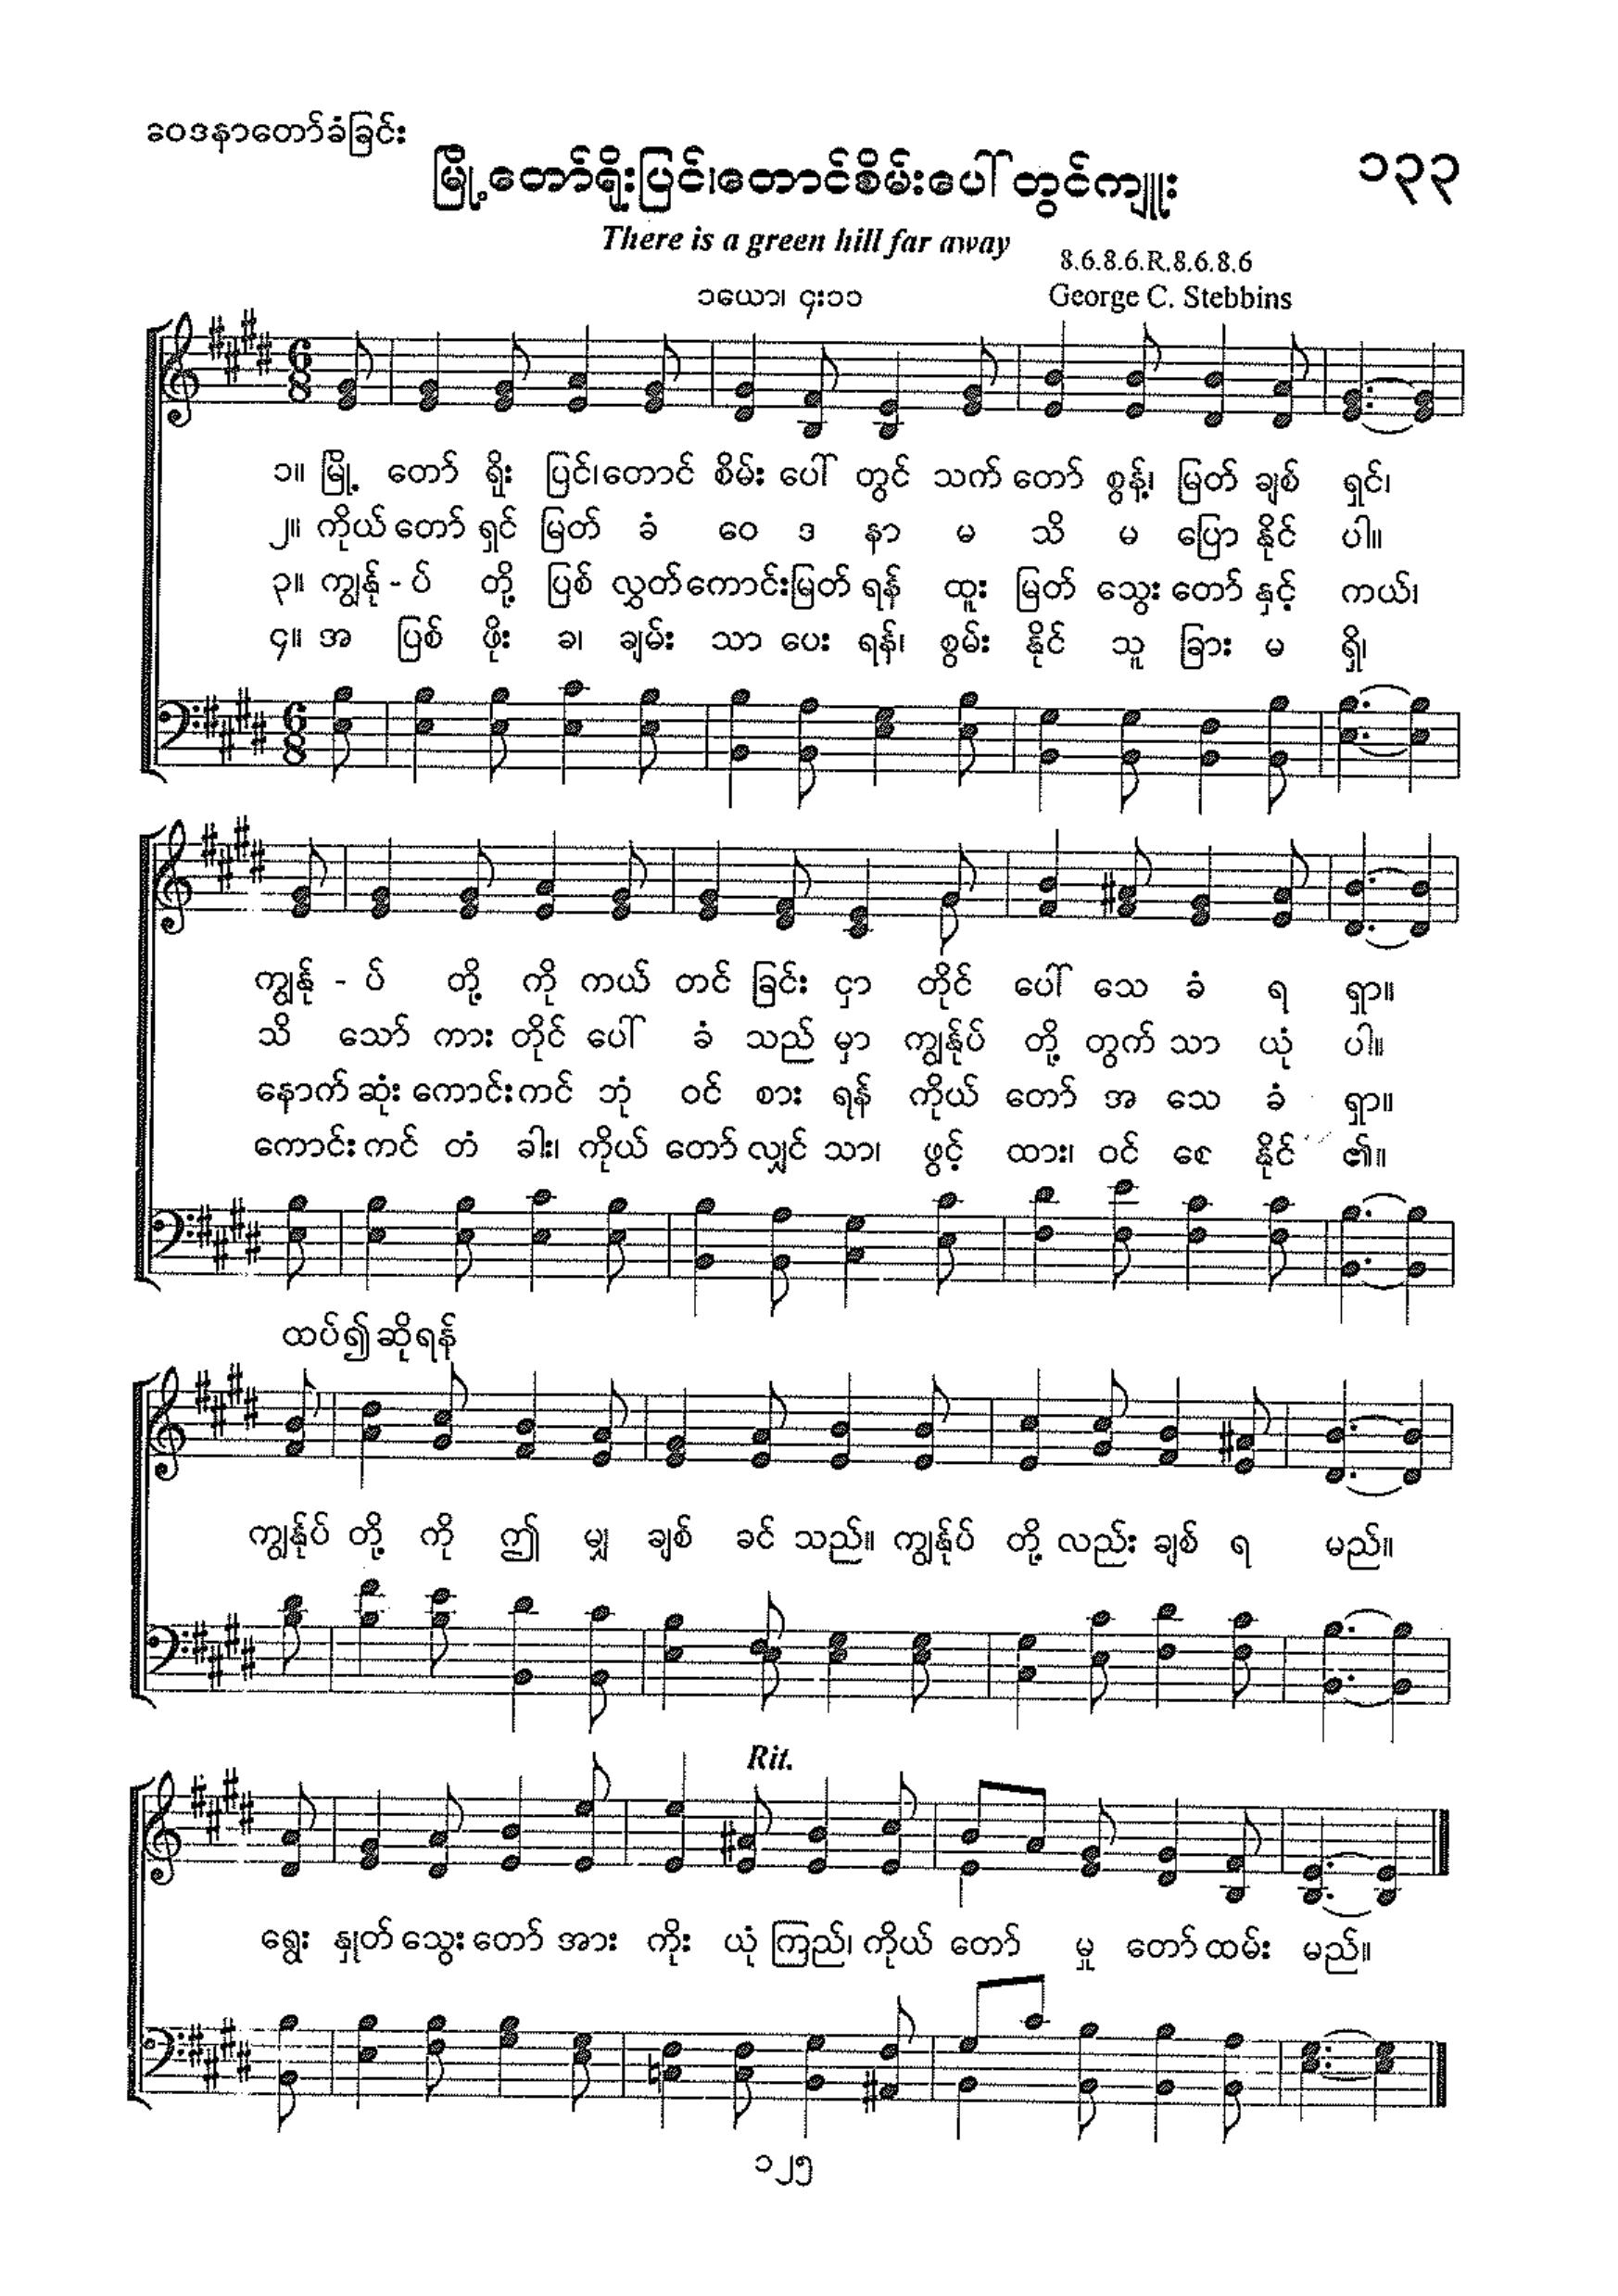 ဝေဒနာတော်ခံခြင်း
မြို့တော်ရိုးပြင်၊တောင်စိမ်းပေါ်တွင်ကျူး ၁၃၃
There is a green hill far away
8.6.8.6.R.8.6.8.6
၁ယော၊ ၄း၁၁ George C. Stebbins
၁။ မြို့ တော် ရိုး ပြင်၊တောင် စိမ်း ပေါ် တွင် သက် တော် စွန့်၊ မြတ် ချစ် ရှင်၊
၂။ ကိုယ် တော် ရှင် မြတ် ခံ ဝေ ဒ နာ မ သိ မ ပြော နိုင် ပါ။
၃။ ကျွန်ု - ပ် တို့ ပြစ် လွှတ် ကောင်းမြတ် ရန် ထူး မြတ် သွေး တော် နှင့် ကယ်၊
၄။ အ ပြစ် ဖိုး ခ၊ ချမ်း သာ ပေး ရန်၊ စွမ်း နိုင် သူ ခြား မ ရှိ၊
ကျွန်ု - ပ် တို့ ကို ကယ် တင် ခြင်း ငှာ တိုင် ပေါ် သေ ခံ ရ ရှာ။
သိ သော် ကား တိုင် ပေါ် ခံ သည် မှာ ကျွန်ုပ် တို့ တွက် သာ ယုံ ပါ။
နောက် ဆုံး ကောင်း ကင် ဘုံ ဝင် စား ရန် ကိုယ် တော် အ သေ ခံ ရှာ။
ကောင်း ကင် တံ ခါး၊ ကိုယ် တော် လျှင် သာ၊ ဖွင့် ထား၊ ဝင် စေ နိုင် ၏။
ထပ်၍ဆိုရန်
ကျွန်ုပ် တို့ ကို ဤ မျှ ချစ် ခင် သည်။ ကျွန်ုပ် တို့ လည်း ချစ် ရ မည်။
Rit.
ရွေး နှုတ် သွေး တော် အား ကိုး ယုံ ကြည်၊ ကိုယ် တော် မှု တော် ထမ်း မည်။
၁၂၅